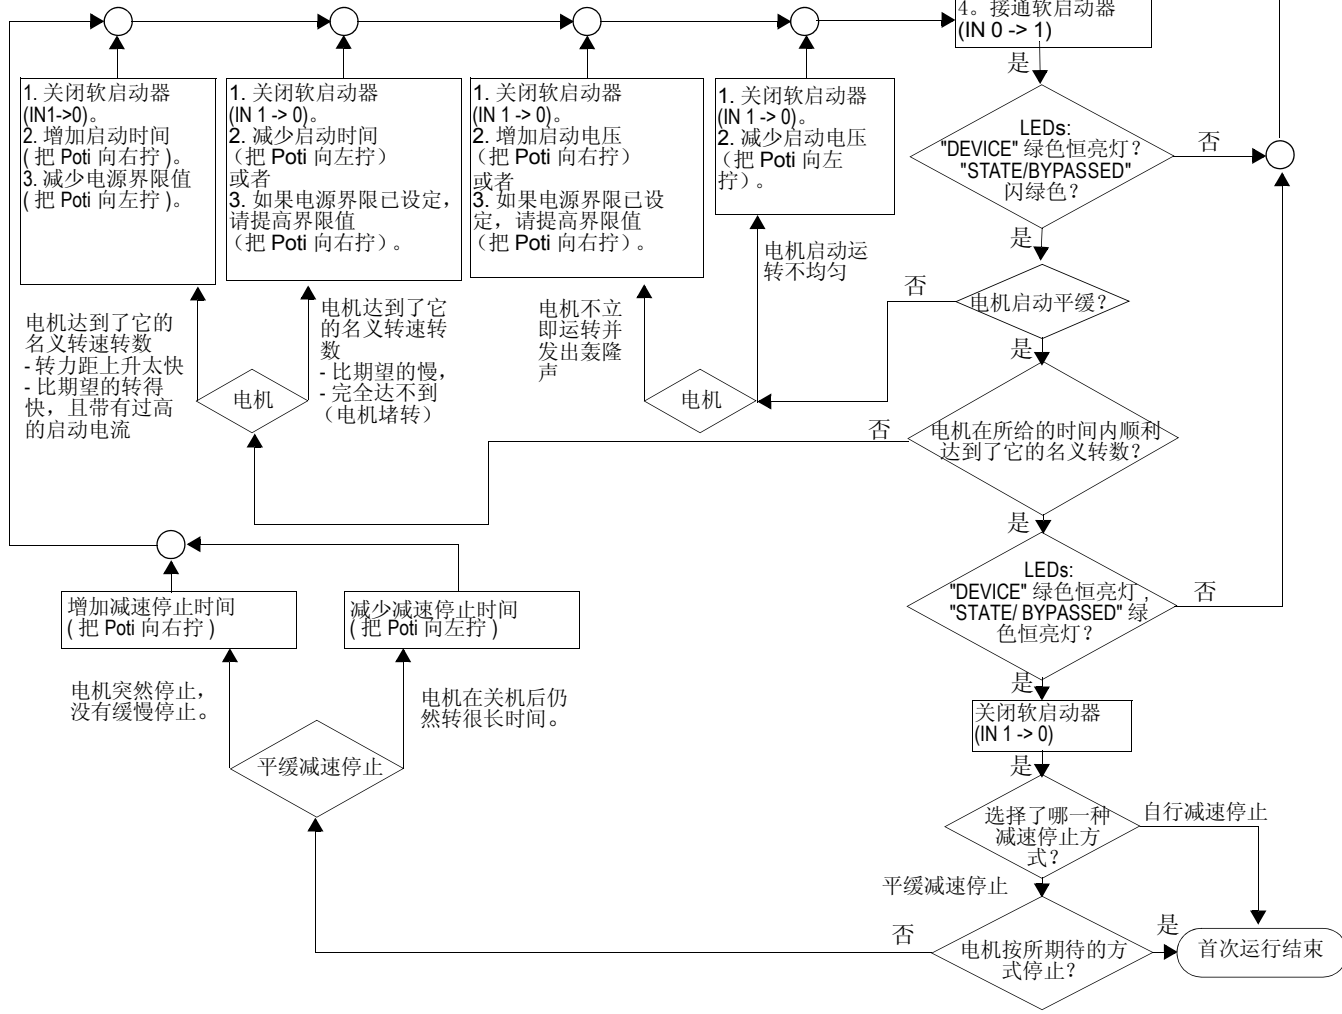 4。接通软启动器
(IN 0 -> 1)
是
1. 关闭软启动器
(IN1->0)。
2. 增加启动时间
( 把 Poti 向右拧 )。
3. 减少电源界限值
( 把 Poti 向左拧 )。
1. 关闭软启动器
(IN 1 -> 0)。
2. 减少启动时间
（把 Poti 向左拧）
或者
3. 如果电源界限已设定，
请提高界限值
（把 Poti 向右拧）。
1. 关闭软启动器
(IN 1 -> 0)。
2. 增加启动电压
（把 Poti 向右拧）
或者
3. 如果电源界限已设
定，请提高界限值
（把 Poti 向右拧）。
1. 关闭软启动器
(IN 1 -> 0)。
2. 减少启动电压
（把 Poti 向左
拧）。
LEDs:
"DEVICE" 绿色恒亮灯？
"STATE/BYPASSED"
闪绿色？
否
是
电机启动运
转不均匀
电机启动平缓？
否
是
电机达到了它的
名义转速转数
- 转力距上升太快
- 比期望的转得
快，且带有过高
的启动电流
电机
电机达到了它
的名义转速转
数
- 比期望的慢，
- 完全达不到
（电机堵转）
电机不立
即运转并
发出轰隆
声
电机
否
电机在所给的时间内顺利
达到了它的名义转数？
是
LEDs:
"DEVICE" 绿色恒亮灯 ,
"STATE/ BYPASSED" 绿
色恒亮灯？
否
是
增加减速停止时间
( 把 Poti 向右拧 )
减少减速停止时间
( 把 Poti 向左拧 )
电机突然停止，
没有缓慢停止。
电机在关机后仍
然转很长时间。
平缓减速停止
关闭软启动器
(IN 1 -> 0)
是
选择了哪一种
减速停止方
式？
自行减速停止
平缓减速停止
否
电机按所期待的方
式停止？
是
首次运行结束